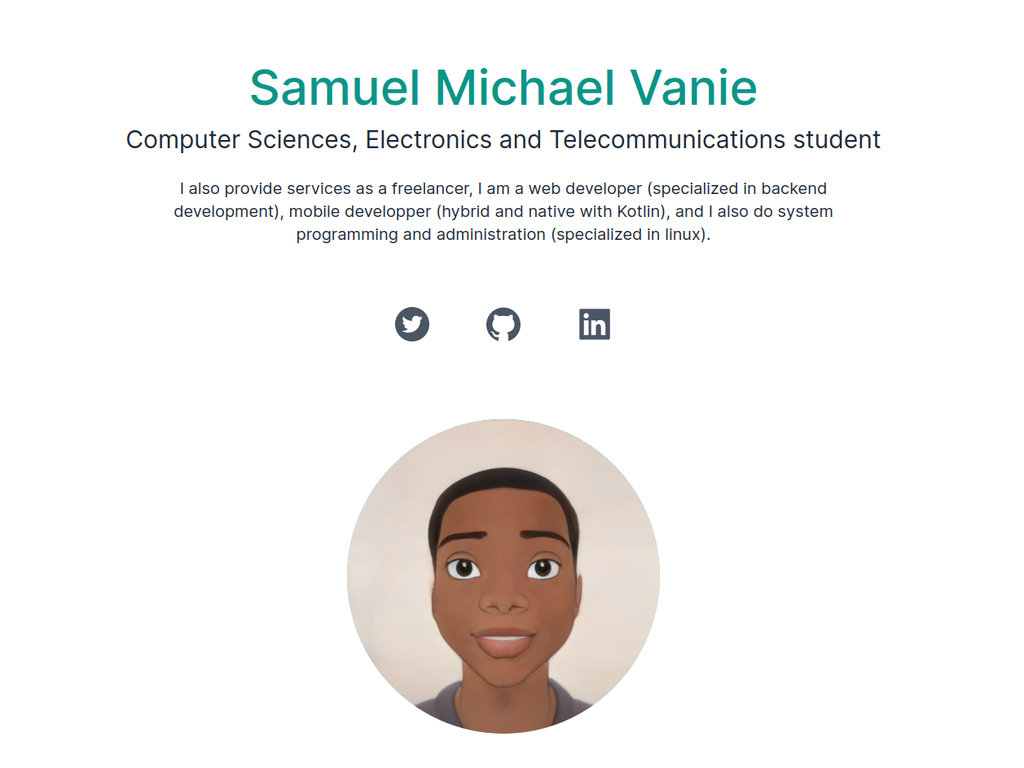 Samuel Michael Vanie
Computer Sciences, Electronics and Telecommunications student
I also provide services as a freelancer, I am a web developer (specialized in backend
development), mobile developper (hybrid and native with Kotlin), and I also do system
programming and administration (specialized in linux).
in